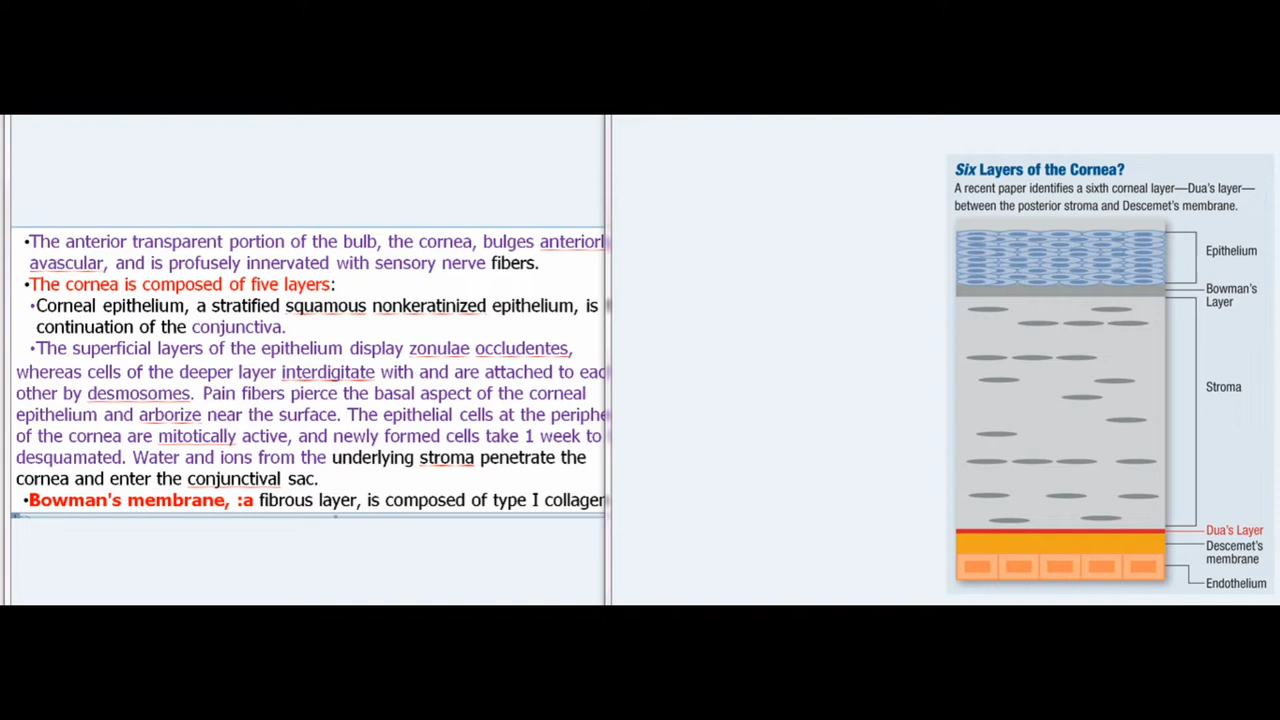 •The anterior transparent portion of the bulb, the cornea, bulges
avascular, and is profusely innervated with sensory nerve fibers.
•The cornea is composed of five layers:
•Corneal epithelium, a stratified squamous nonkeratinized epithelium, is
continuation of the conjunctiva.
•The superficial layers of the epithelium display zonulae occludentes,
whereas cells of the deeper layer interdigitate with and are attached to
other by desmosomes. Pain fibers pierce the basal aspect of the corneal
epithelium and arborize near the surface. The epithelial cells at the
of the cornea are mitotically active, and newly formed cells take 1 week to
desquamated. Water and ions from the underlying stroma penetrate the
cornea and enter the conjunctival sac.
•Bowman's membrane, :a fibrous layer, is composed of type I collagen
Six Layers of the Cornea?
A recent paper identifies a sixth corneal layer—Dua's layer—
between the posterior stroma and Descemet's membrane.
Epithelium
Bowman's
Layer
Stroma
Dua's Layer
Descemet's
membrane
Endothelium